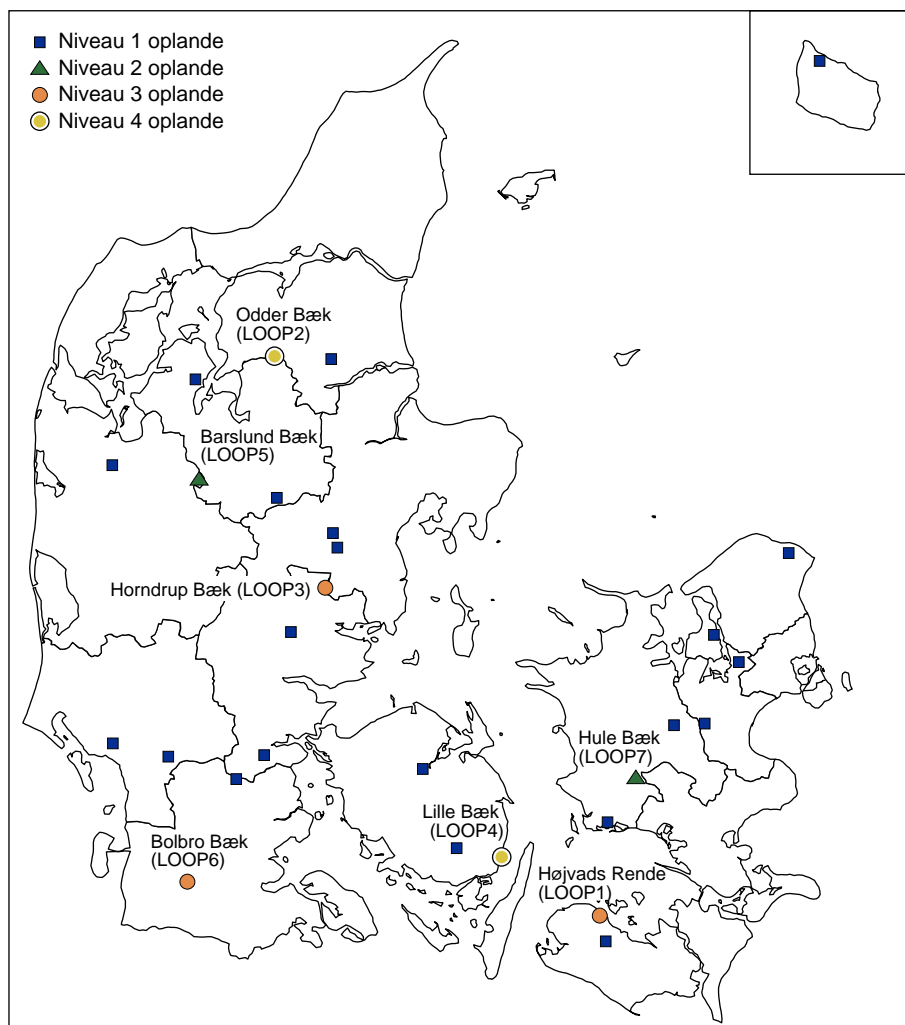 Niveau 1 oplande
Niveau 2 oplande
Niveau 3 oplande
Niveau 4 oplande
Odder Bæk
(LOOP2)
Barslund Bæk
(LOOP5)
Horndrup Bæk (LOOP3)
Hule Bæk
(LOOP7)
Lille Bæk
(LOOP4)
Bolbro Bæk
(LOOP6)
Højvads Rende
(LOOP1)